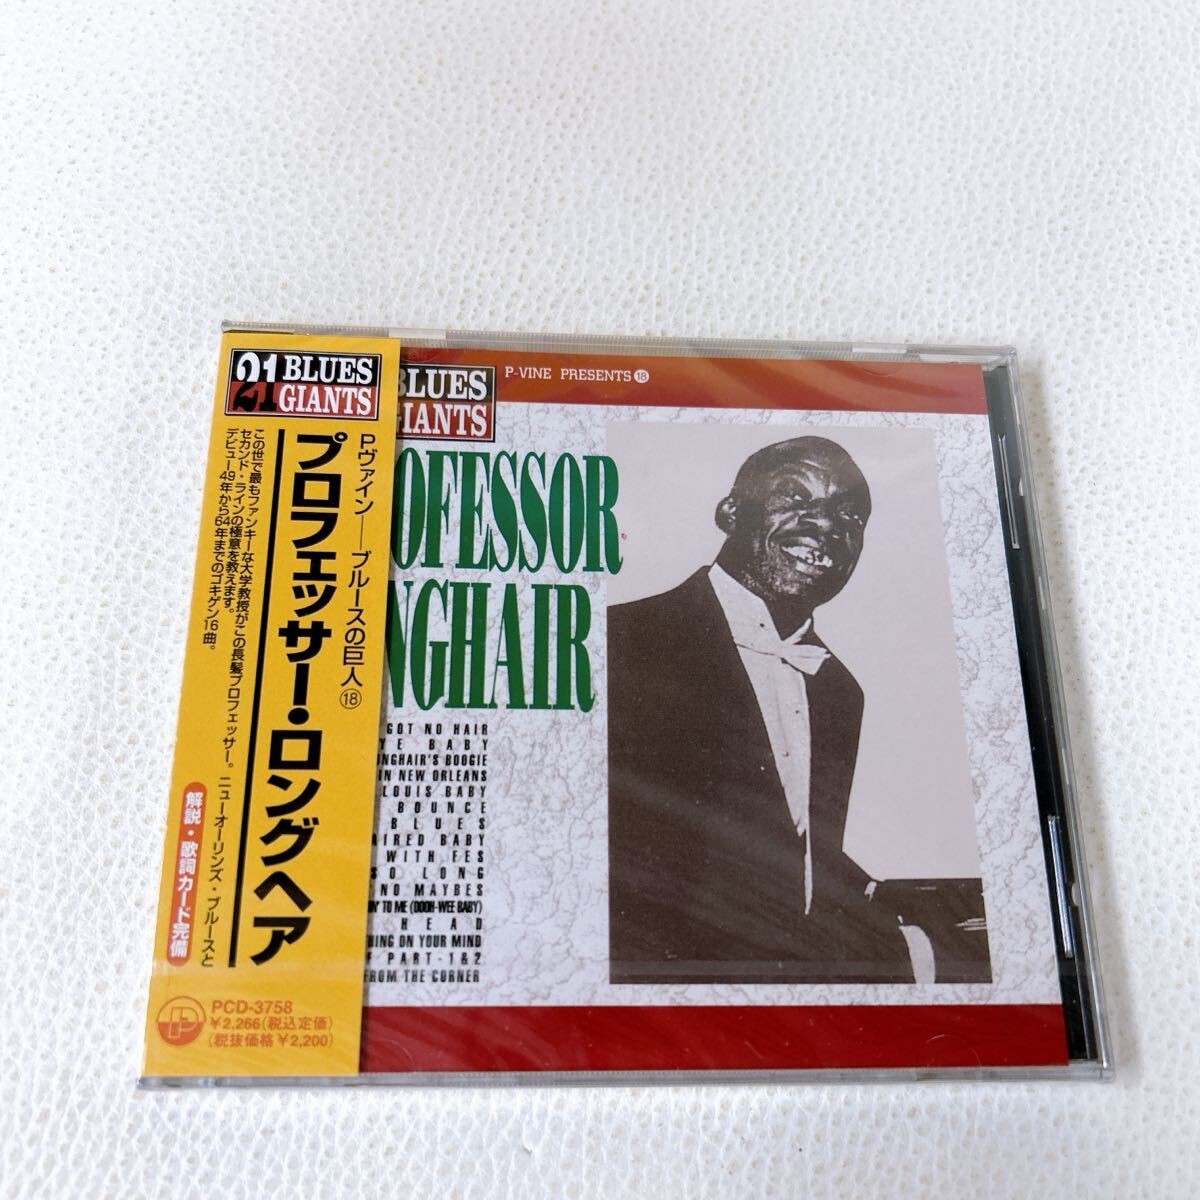 21 BLUES
GIANTS
Pヴァイン―ブルースの巨人⑱
プロフェッサー・ロングヘア
この世で最もファンキーな大学教授がこの長髪プロフェッサー。ニューオーリンズ・ブルースと
セカンド・ラインの極意を教えます。
デビュー49年から64年までのゴキゲン16曲。
解説・歌詞カード完備
PCD-3758
¥2,266(税込定価)
(税抜価格¥2,200)
BLUES
GIANTS
P-VINE PRESENTS⑱
OFESSOR
NGHAIR
GOT NO HAIR
YE BABY
ONGHAIR'S BOOGIE
IN NEW ORLEANS
LOUIS BABY
BOUNCE
BLUES
AIRED BABY
WITH FES
SO LONG
NO MAYBES
IN' TO ME (DOOH-WEE BABY)
HEAD
HING ON YOUR MIND
F PART-1&2
FROM THE CORNER